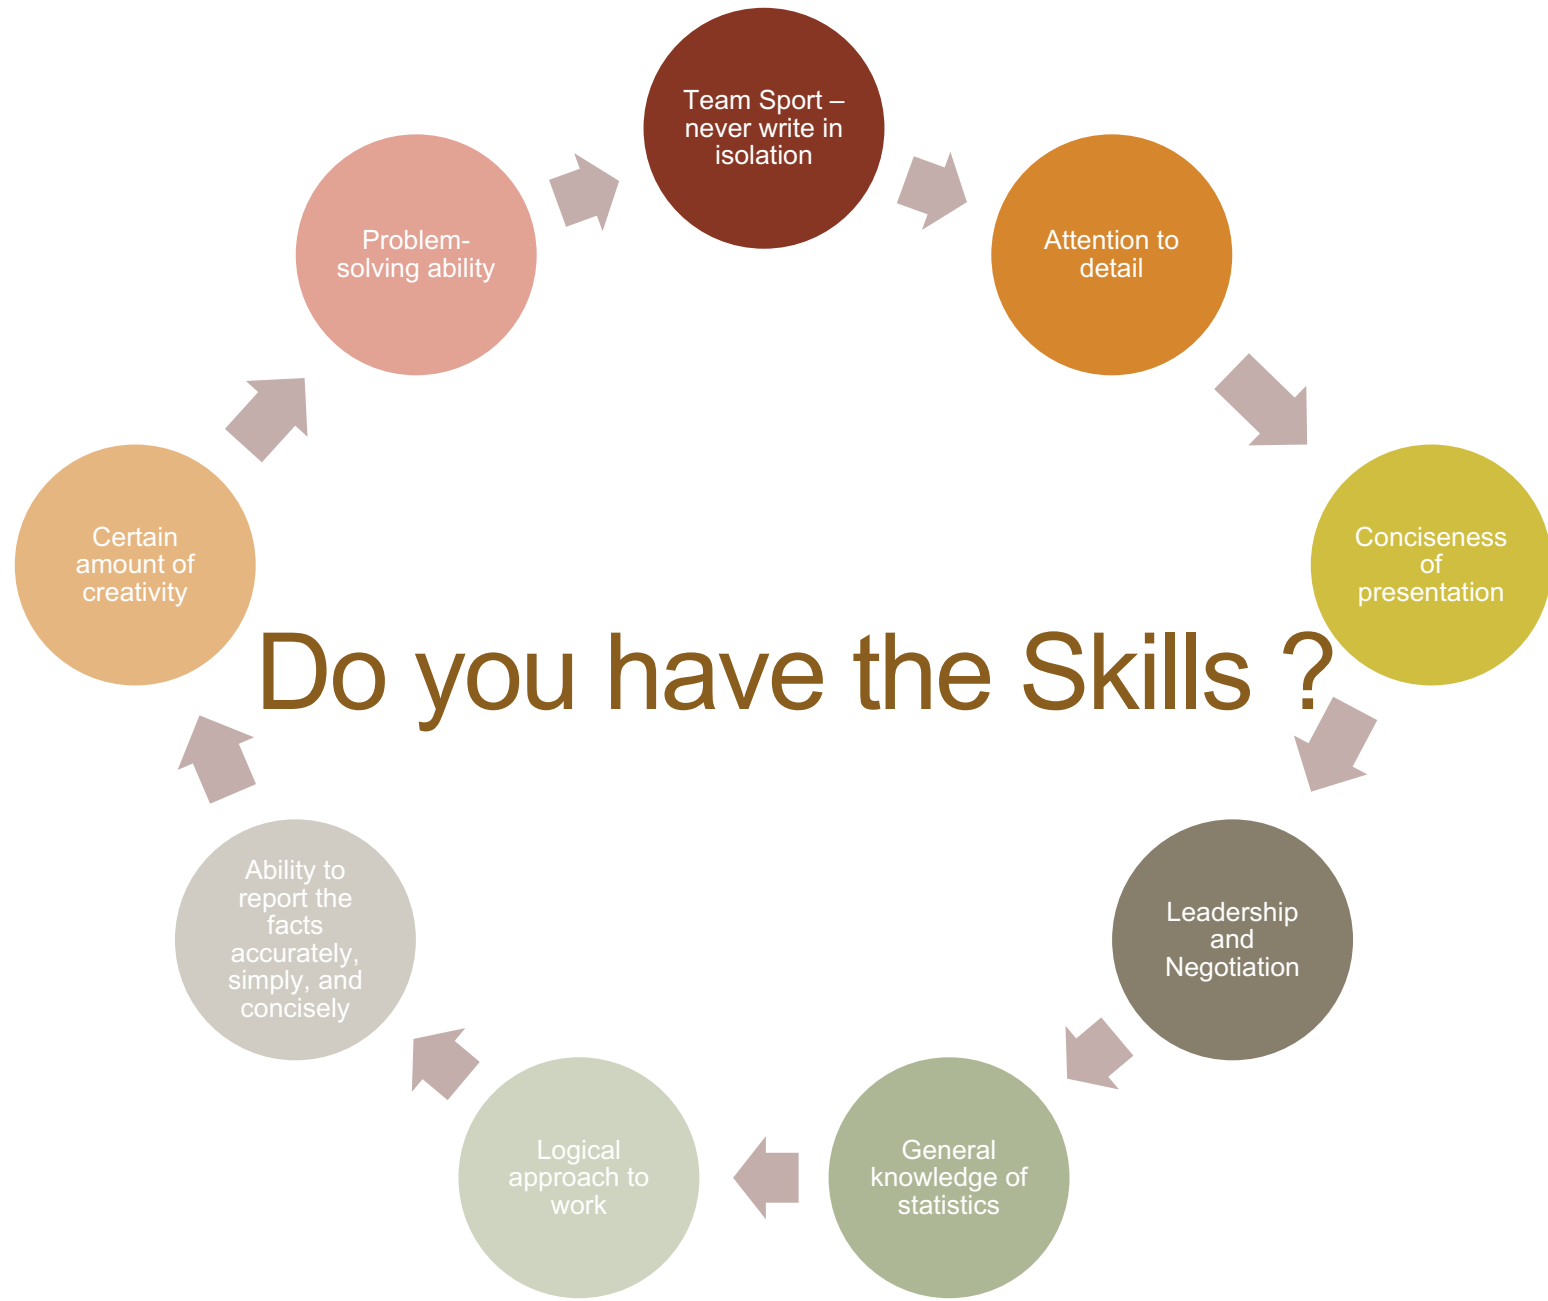 Team Sport –
never write in
isolation
Attention to
detail
Conciseness
of
presentation
Leadership
and
Negotiation
General
knowledge of
statistics
Logical
approach to
work
Ability to
report the
facts
accurately,
simply, and
concisely
Certain
amount of
creativity
Problem-
solving ability
Do you have the Skills ?